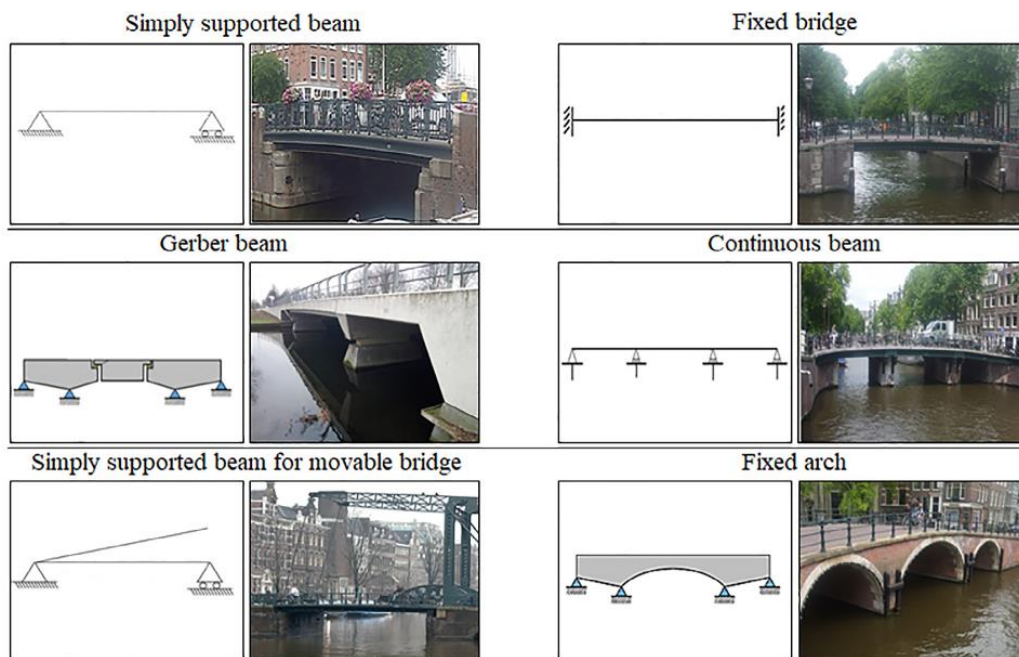 Simply supported beam
Fixed bridge
Gerber beam
Continuous beam
Simply supported beam for movable bridge
Fixed arch